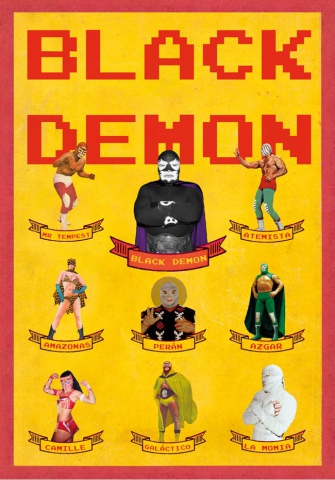 BLACK
DEMON
MR TEMPEST
ATEMISTA
BLACK DEMON
AMAZONAS
PERÁN
AZGAR
CAMILLE
GALÁCTICO
LA MOMIA